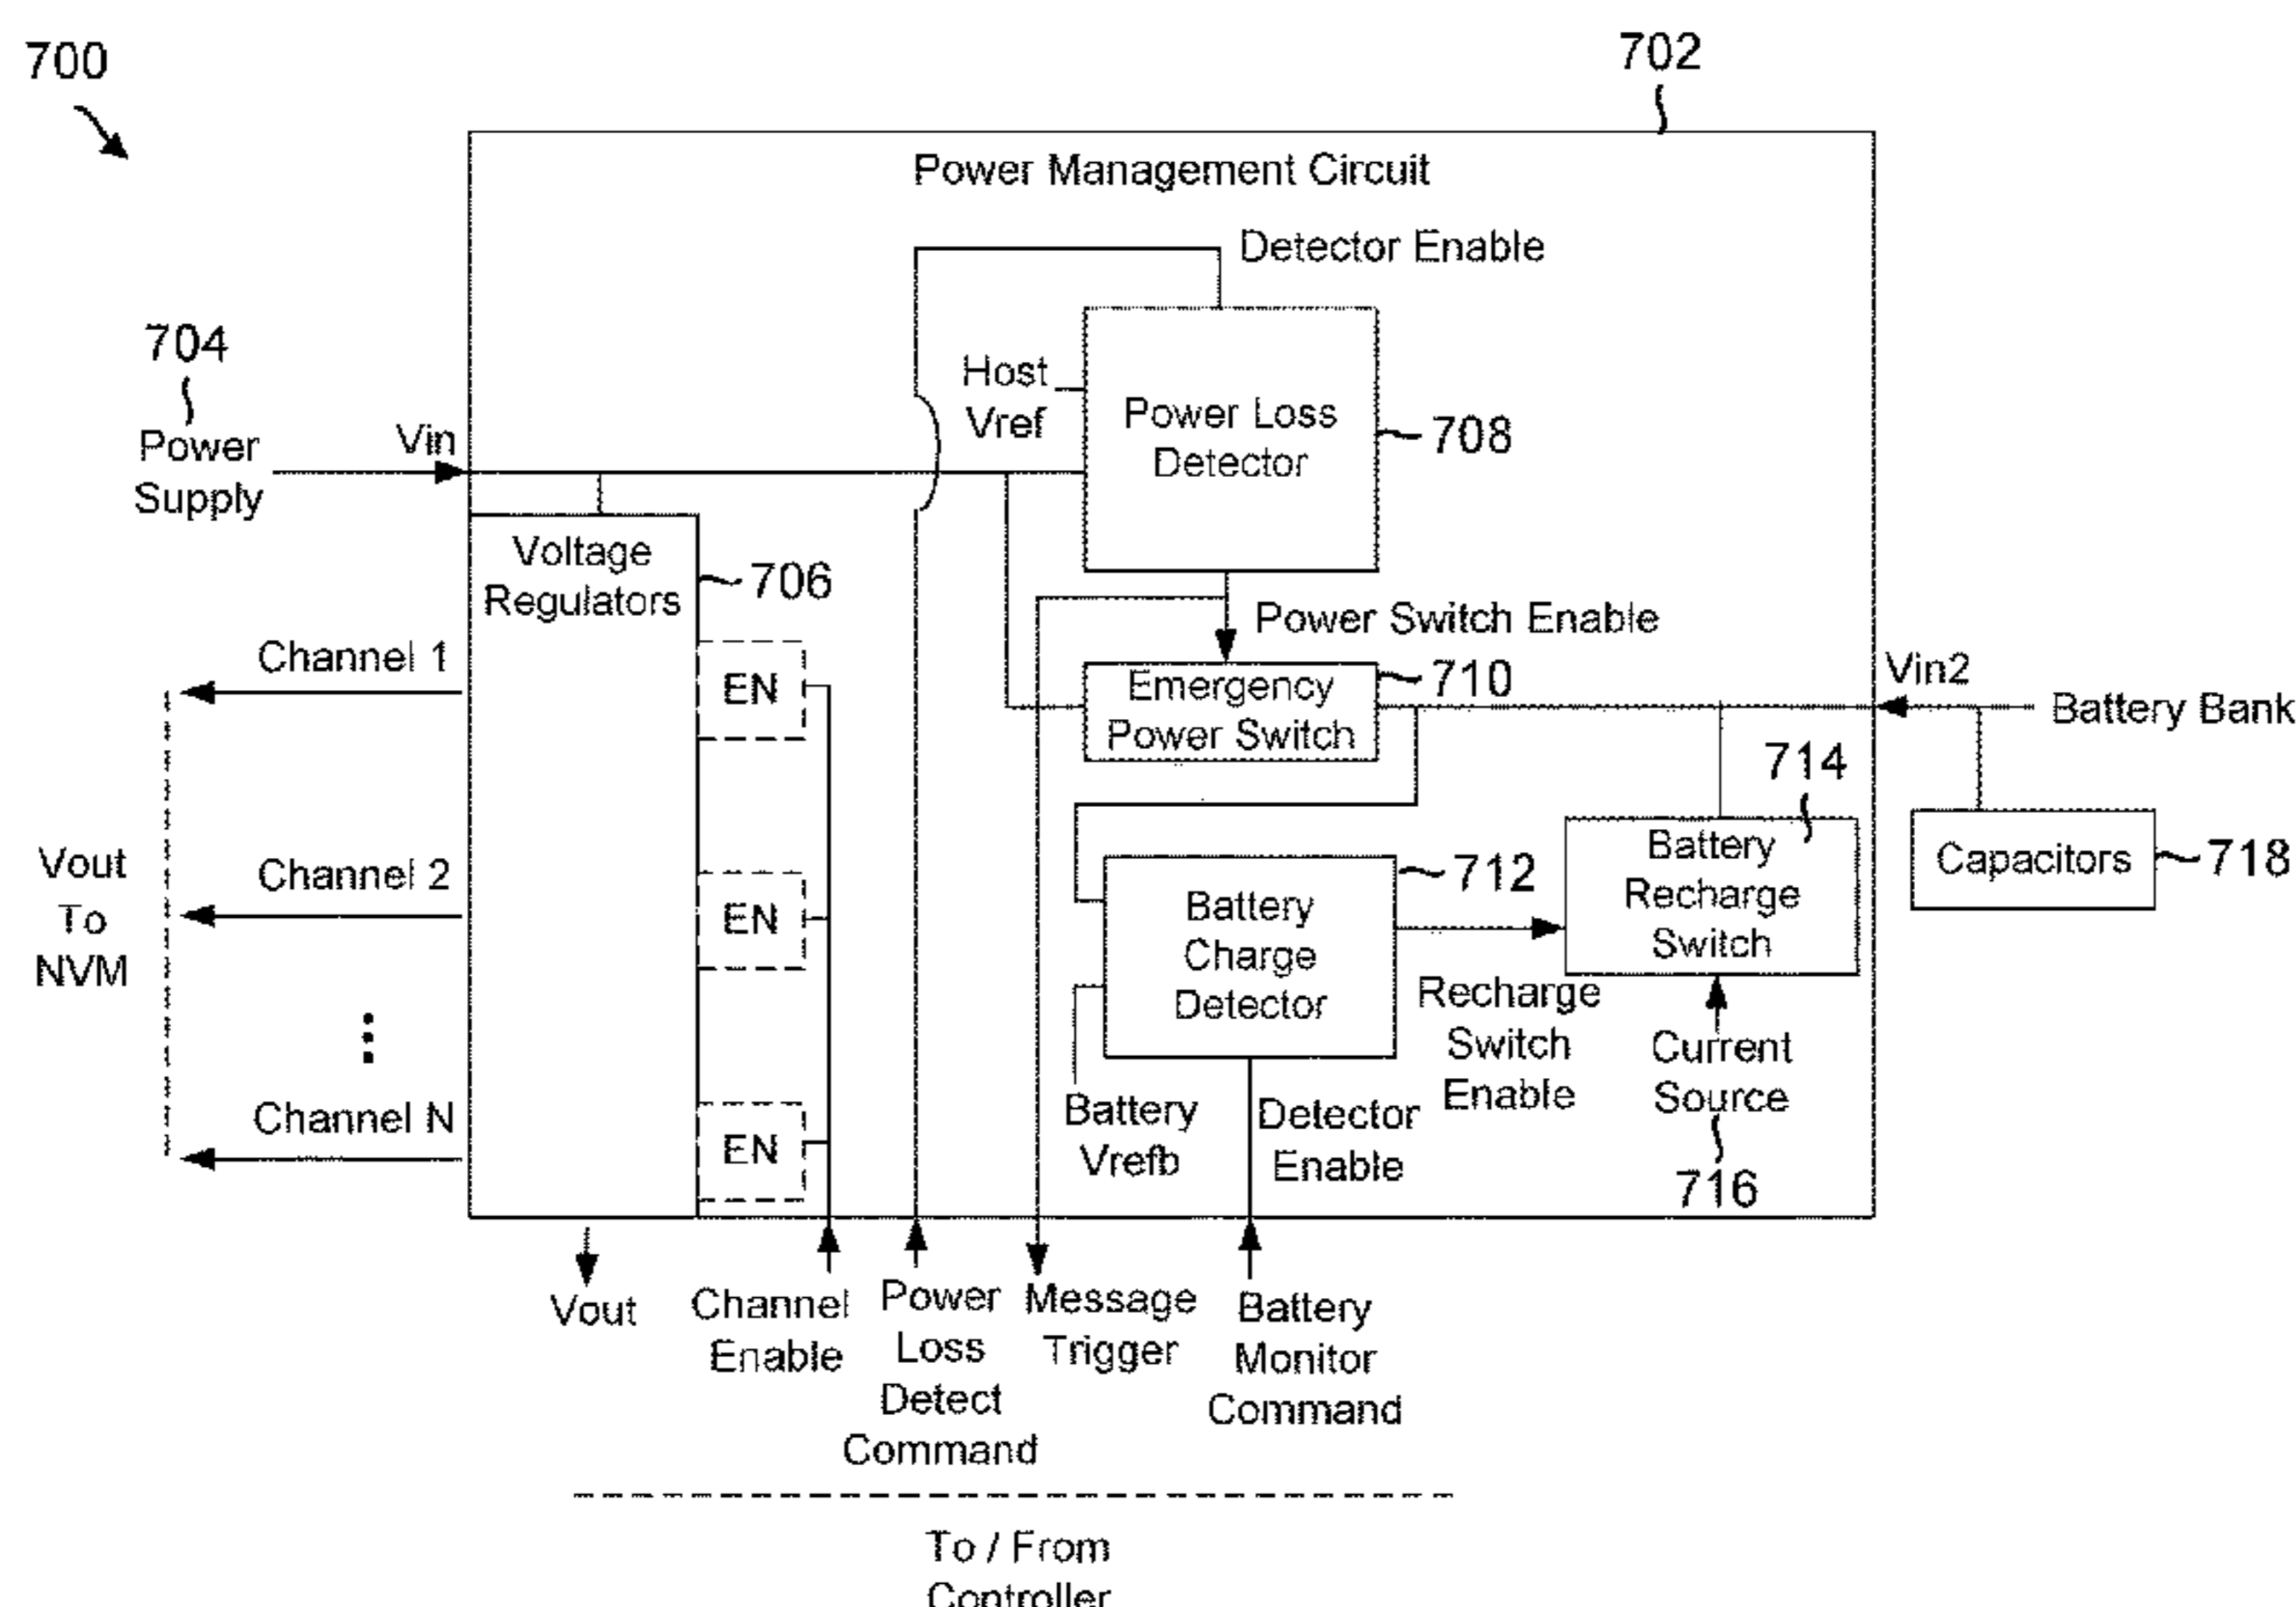 700
702
Power Management Circuit
Detector Enable
704
Power
Supply
Vin
Host
Vref
Power Loss
Detector
708
Voltage
Regulators
706
Power Switch Enable
Channel 1
EN
Emergency
Power Switch
710
Vin2
Battery Bank
714
Battery
Recharge
Switch
Capacitors
718
Vout
To
NVM
Channel 2
EN
712
Battery
Charge
Detector
Recharge
Switch
Enable
Current
Source
716
Channel N
EN
Battery
Vrefb
Detector
Enable
Vout
Channel
Enable
Power
Loss
Detect
Command
Message
Trigger
Battery
Monitor
Command
To / From
Controller